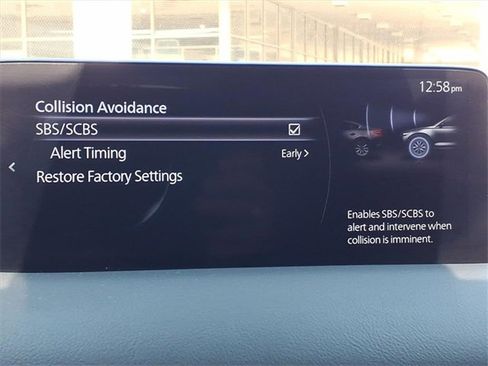 12:58pm
Collision Avoidance
SBS/SCBS
Alert Timing Early >
Restore Factory Settings
Enables SBS/SCBS to
alert and intervene when
collision is imminent.